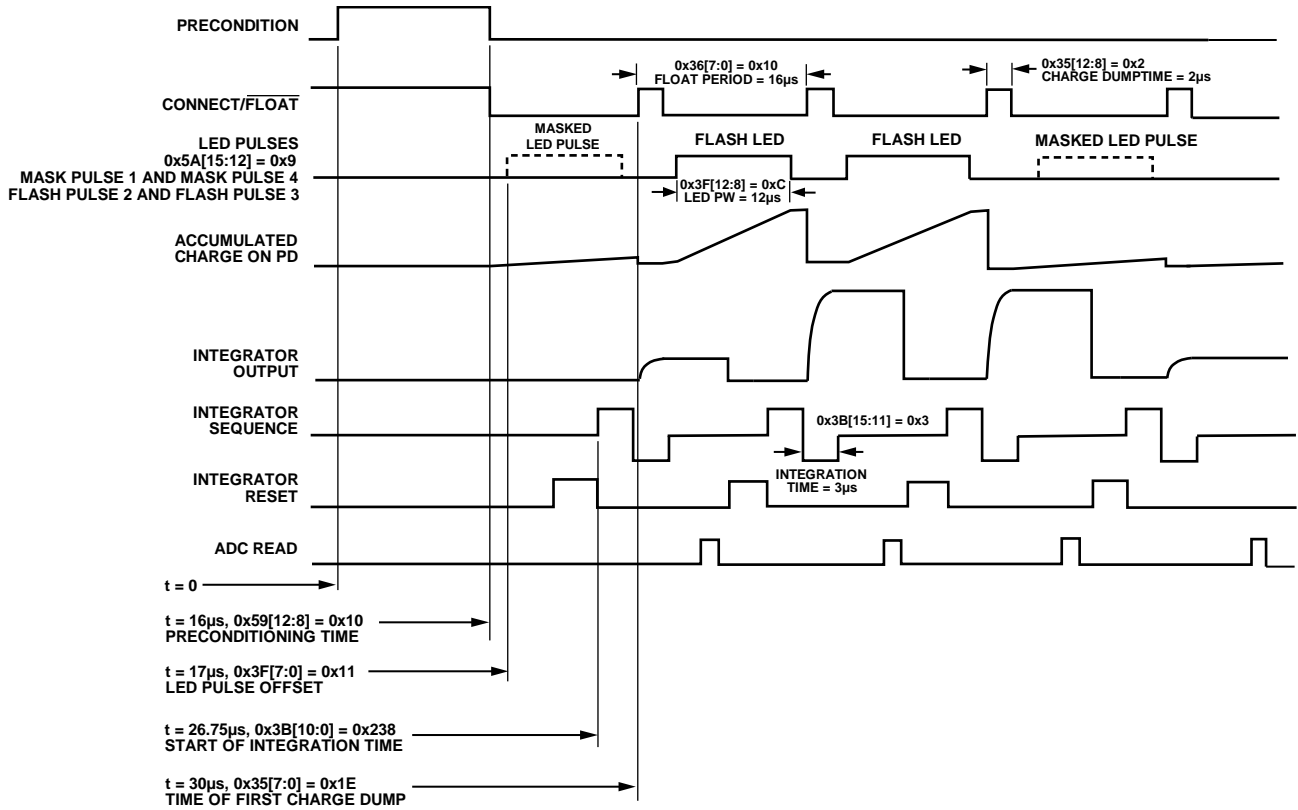 PRECONDITION
0x36[7:0] = 0x10
FLOAT PERIOD = 16µs
0x35[12:8] = 0x2
CHARGE DUMPTIME = 2µs
CONNECT/FLOAT
MASKED
LED PULSE
FLASH LED
FLASH LED
MASKED LED PULSE
LED PULSES
0x5A[15:12] = 0x9
MASK PULSE 1 AND MASK PULSE 4
FLASH PULSE 2 AND FLASH PULSE 3
0x3F[12:8] = 0xC
LED PW = 12µs
ACCUMULATED
CHARGE ON PD
INTEGRATOR
OUTPUT
INTEGRATOR
SEQUENCE
0x3B[15:11] = 0x3
INTEGRATION
TIME = 3µs
INTEGRATOR
RESET
ADC READ
t = 0
t = 16µs, 0x59[12:8] = 0x10
PRECONDITIONING TIME
t = 17µs, 0x3F[7:0] = 0x11
LED PULSE OFFSET
t = 26.75µs, 0x3B[10:0] = 0x238
START OF INTEGRATION TIME
t = 30µs, 0x35[7:0] = 0x1E
TIME OF FIRST CHARGE DUMP